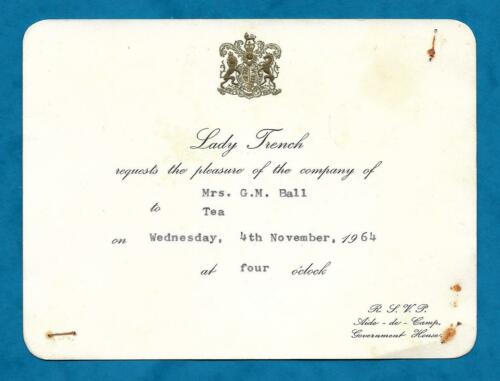 Lady Trench
requests the pleasure of the company of
Mrs. G.M. Ball
to Tea
on Wednesday, 4th November, 1964
at four o'clock
R. S. V. P.
Aide - de - Camp,
Government House.